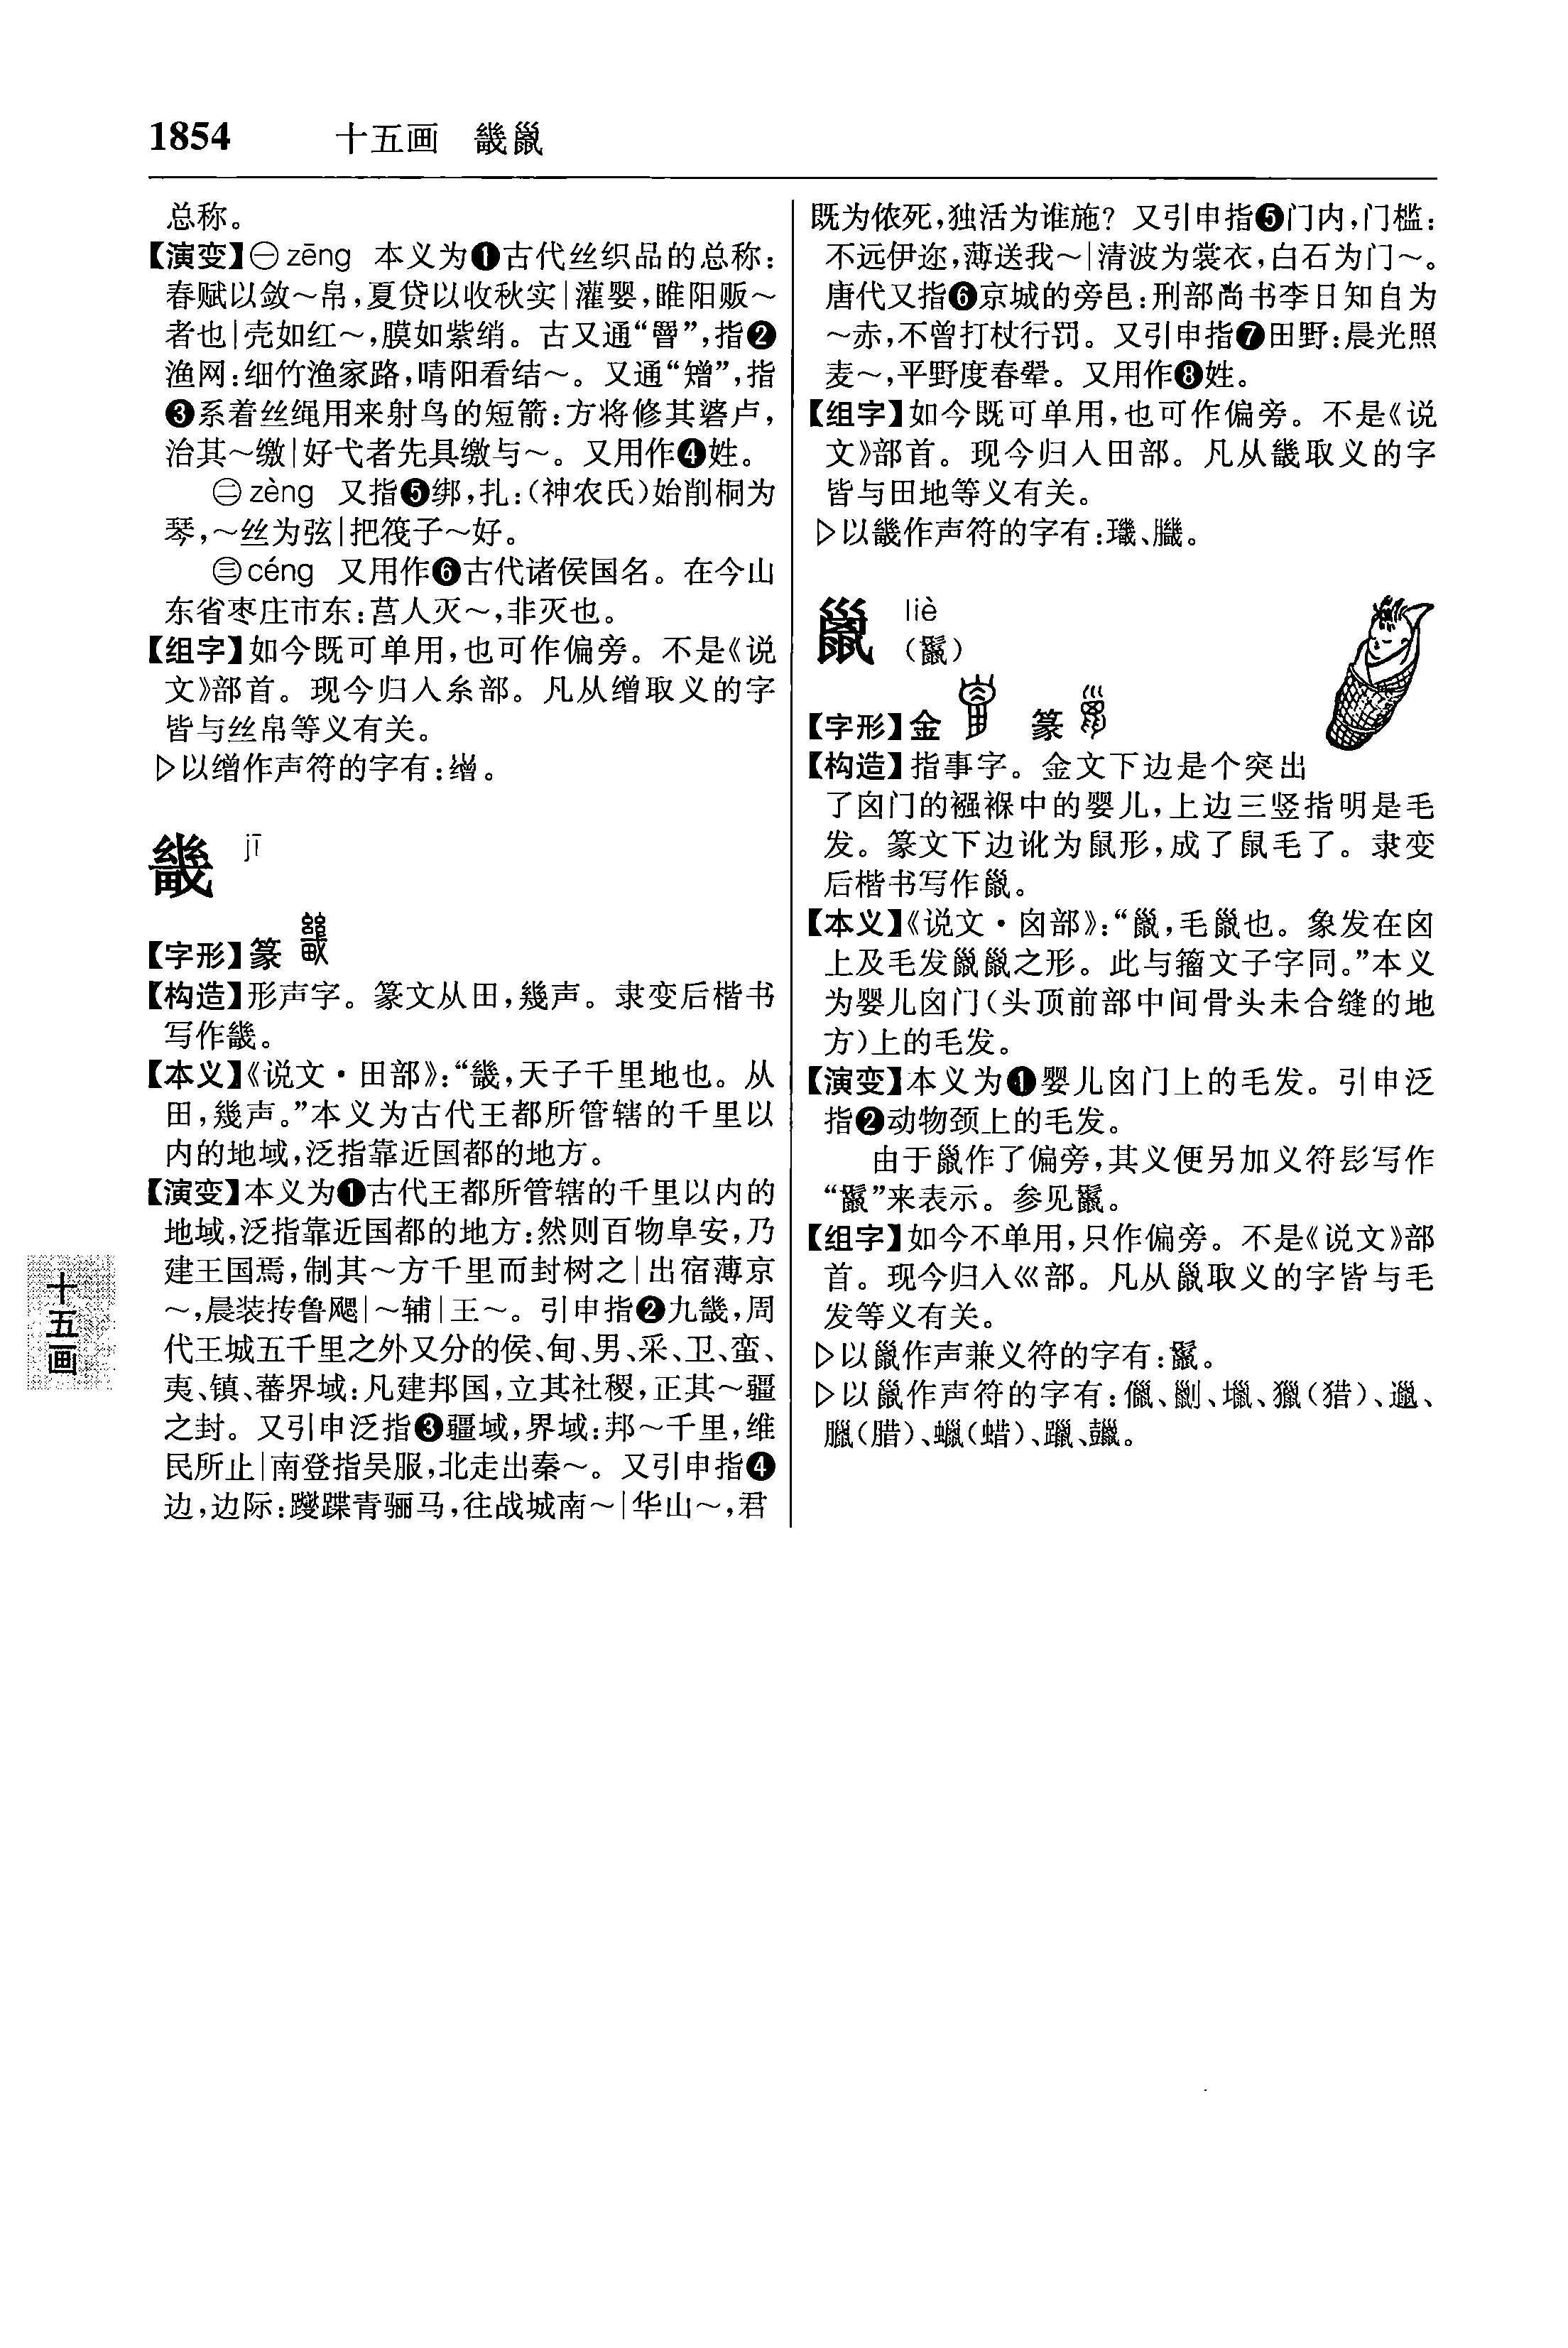 1854 十五画 畿巤
总称。
【演变】㊀zēng 本义为❶古代丝织品的总称：
春赋以敛～帛，夏贷以收秋实|灌婴，睢阳贩～
者也|壳如红～，膜如紫绡。古又通“罾”，指❷
渔网：细竹渔家路，晴阳看结～。又通“矰”，指
❸系着丝绳用来射鸟的短箭：方将修其碆卢，
治其～缴|好弋者先具缴与～。又用作❹姓。
㊁zèng 又指❺绑，扎：（神农氏）始削桐为
琴，～丝为弦|把筏子～好。
㊂céng 又用作❻古代诸侯国名。在今山
东省枣庄市东：莒人灭～，非灭也。
【组字】如今既可单用，也可作偏旁。不是《说
文》部首。现今归入糸部。凡从缯取义的字
皆与丝帛等义有关。
▷以缯作声符的字有：
畿 jī
【字形】篆
【构造】形声字。篆文从田，幾声。隶变后楷书
写作畿。
【本义】《说文·田部》：“畿，天子千里地也。从
田，幾声。”本义为古代王都所管辖的千里以
内的地域，泛指靠近国都的地方。
【演变】本义为❶古代王都所管辖的千里以内的
地域，泛指靠近国都的地方：然则百物阜安，乃
建王国焉，制其～方千里而封树之|出宿薄京
～，晨装抟鲁飔|～辅|王～。引申指❷九畿，周
代王城五千里之外又分的侯、甸、男、采、卫、蛮、
夷、镇、蕃界域：凡建邦国，立其社稷，正其～疆
之封。又引申泛指❸疆域，界域：邦～千里，维
民所止|南登指吴服，北走出秦～。又引申指❹
边，边际：躞蹀青骊马，往战城南～|华山～，君
既为侬死，独活为谁施？又引申指❺门内，门槛：
不远伊迩，薄送我～|清波为裳衣，白石为门～。
唐代又指❻京城的旁邑：刑部尚书李日知自为
～赤，不曾打杖行罚。又引申指❼田野：晨光照
麦～，平野度春翚。又用作❽姓。
【组字】如今既可单用，也可作偏旁。不是《说
文》部首。现今归入田部。凡从畿取义的字
皆与田地等义有关。
▷以畿作声符的字有：
巤 liè
（鬣）
【字形】金 篆
【构造】指事字。金文下边是个突出
了囟门的襁褓中的婴儿，上边三竖指明是毛
发。篆文下边讹为鼠形，成了鼠毛了。隶变
后楷书写作巤。
【本义】《说文·囟部》：“巤，毛巤也。象发在囟
上及毛发巤巤之形。此与籀文子字同。”本义
为婴儿囟门（头顶前部中间骨头未合缝的地
方）上的毛发。
【演变】本义为❶婴儿囟门上的毛发。引申泛
指❷动物颈上的毛发。
由于巤作了偏旁，其义便另加义符髟写作
“鬣”来表示。参见鬣。
【组字】如今不单用，只作偏旁。不是《说文》部
首。现今归入巛部。凡从巤取义的字皆与毛
发等义有关。
▷以巤作声兼义符的字有：鬣。
▷以巤作声符的字有：儠、㔳、擸、獵（猎）、邋、
臘（腊）、蠟（蜡）、躐、
十五画